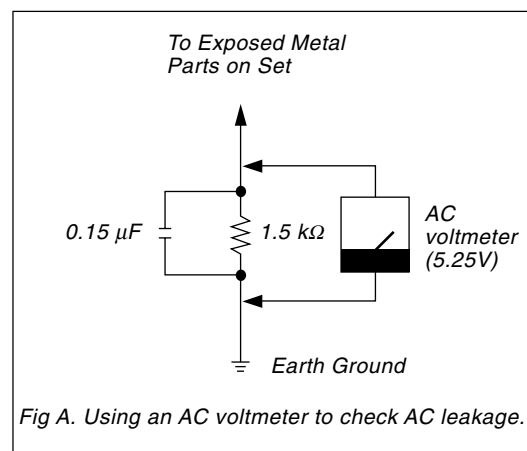 To Exposed Metal
Parts on Set
0.15 μF
1.5 kΩ
AC
voltmeter
(5.25V)
Earth Ground
Fig A. Using an AC voltmeter to check AC leakage.